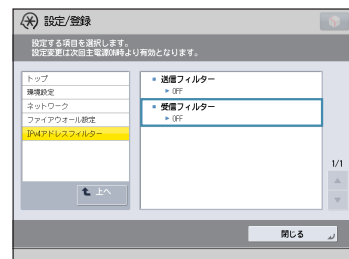 設定/登録
設定する項目を選択します。
設定変更は次回主電源ON時より有効となります。
トップ
環境設定
ネットワーク
ファイアウォール設定
IPv4アドレスフィルター
上へ
送信フィルター
OFF
受信フィルター
OFF
1/1
閉じる